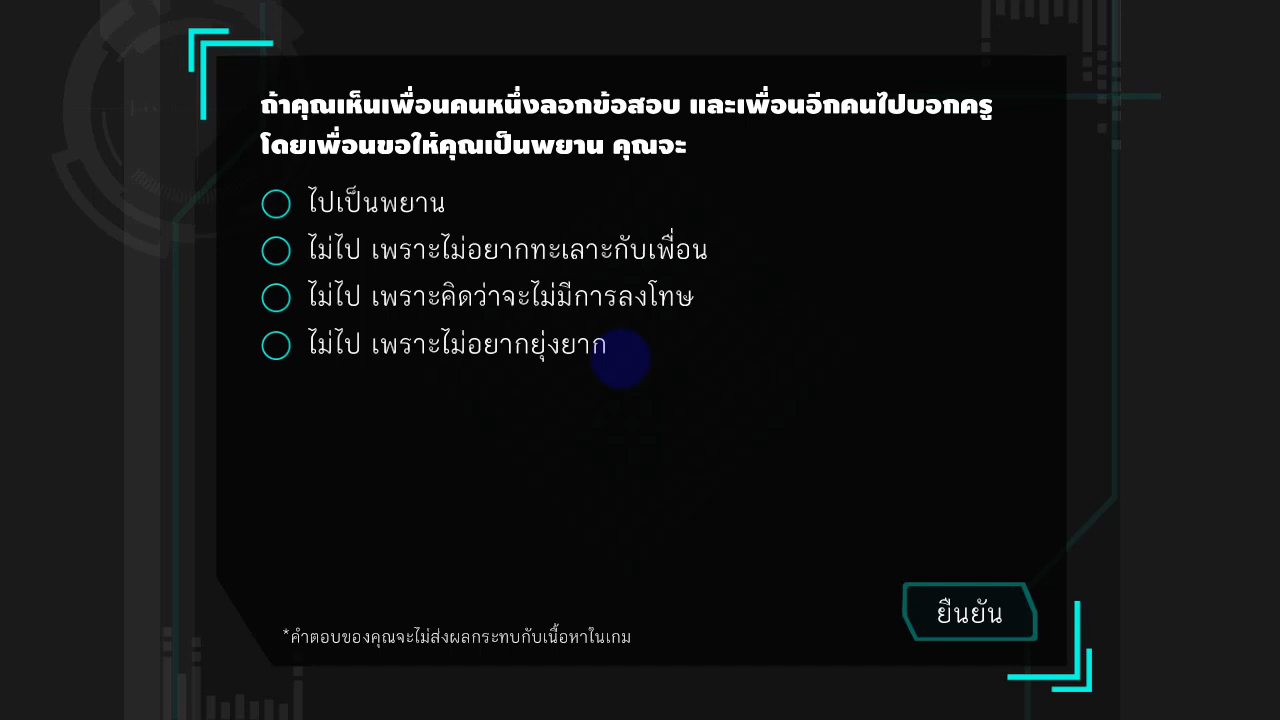 ถ้าคุณเห็นเพื่อนคนหนึ่งลอกข้อสอบ และเพื่อนอีกคนไปบอกครู
โดยเพื่อนขอให้คุณเป็นพยาน คุณจะ
ไปเป็นพยาน
ไม่ไป เพราะไม่อยากทะเลาะกับเพื่อน
ไม่ไป เพราะคิดว่าจะไม่มีการลงโทษ
ไม่ไป เพราะไม่อยากยุ่งยาก
ยืนยัน
*คำตอบของคุณจะไม่ส่งผลกระทบกับเนื้อหาในเกม